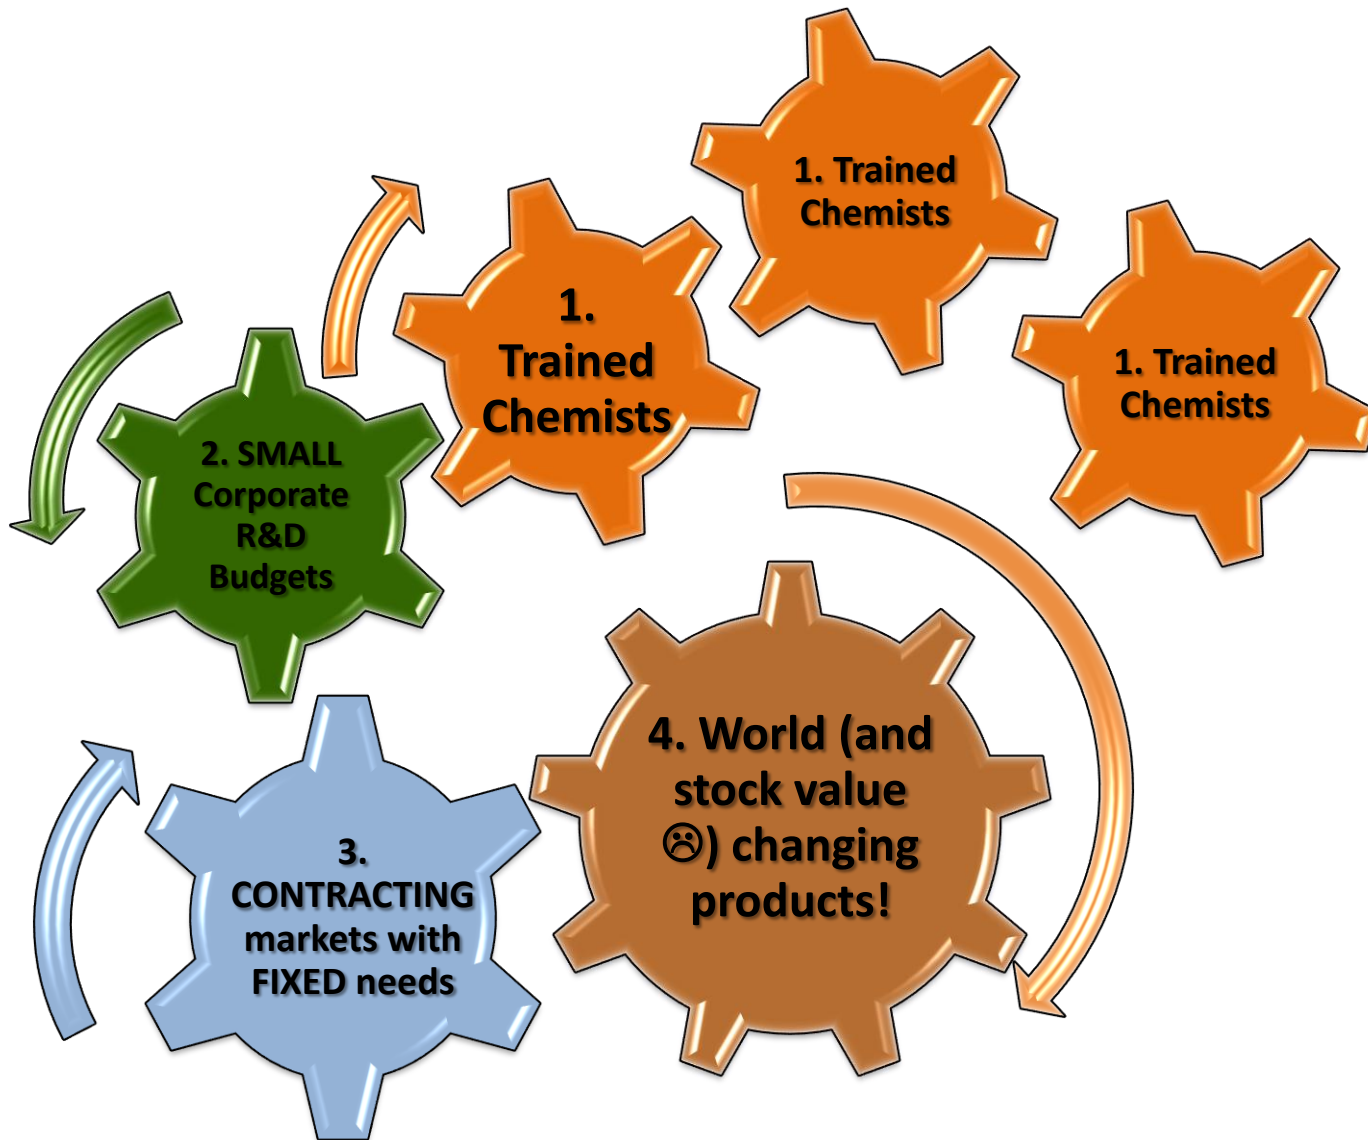 1. Trained
Chemists
1.
Trained
Chemists
1. Trained
Chemists
2. SMALL
Corporate
R&D
Budgets
3.
CONTRACTING
markets with
FIXED needs
4. World (and
stock value
☹) changing
products!